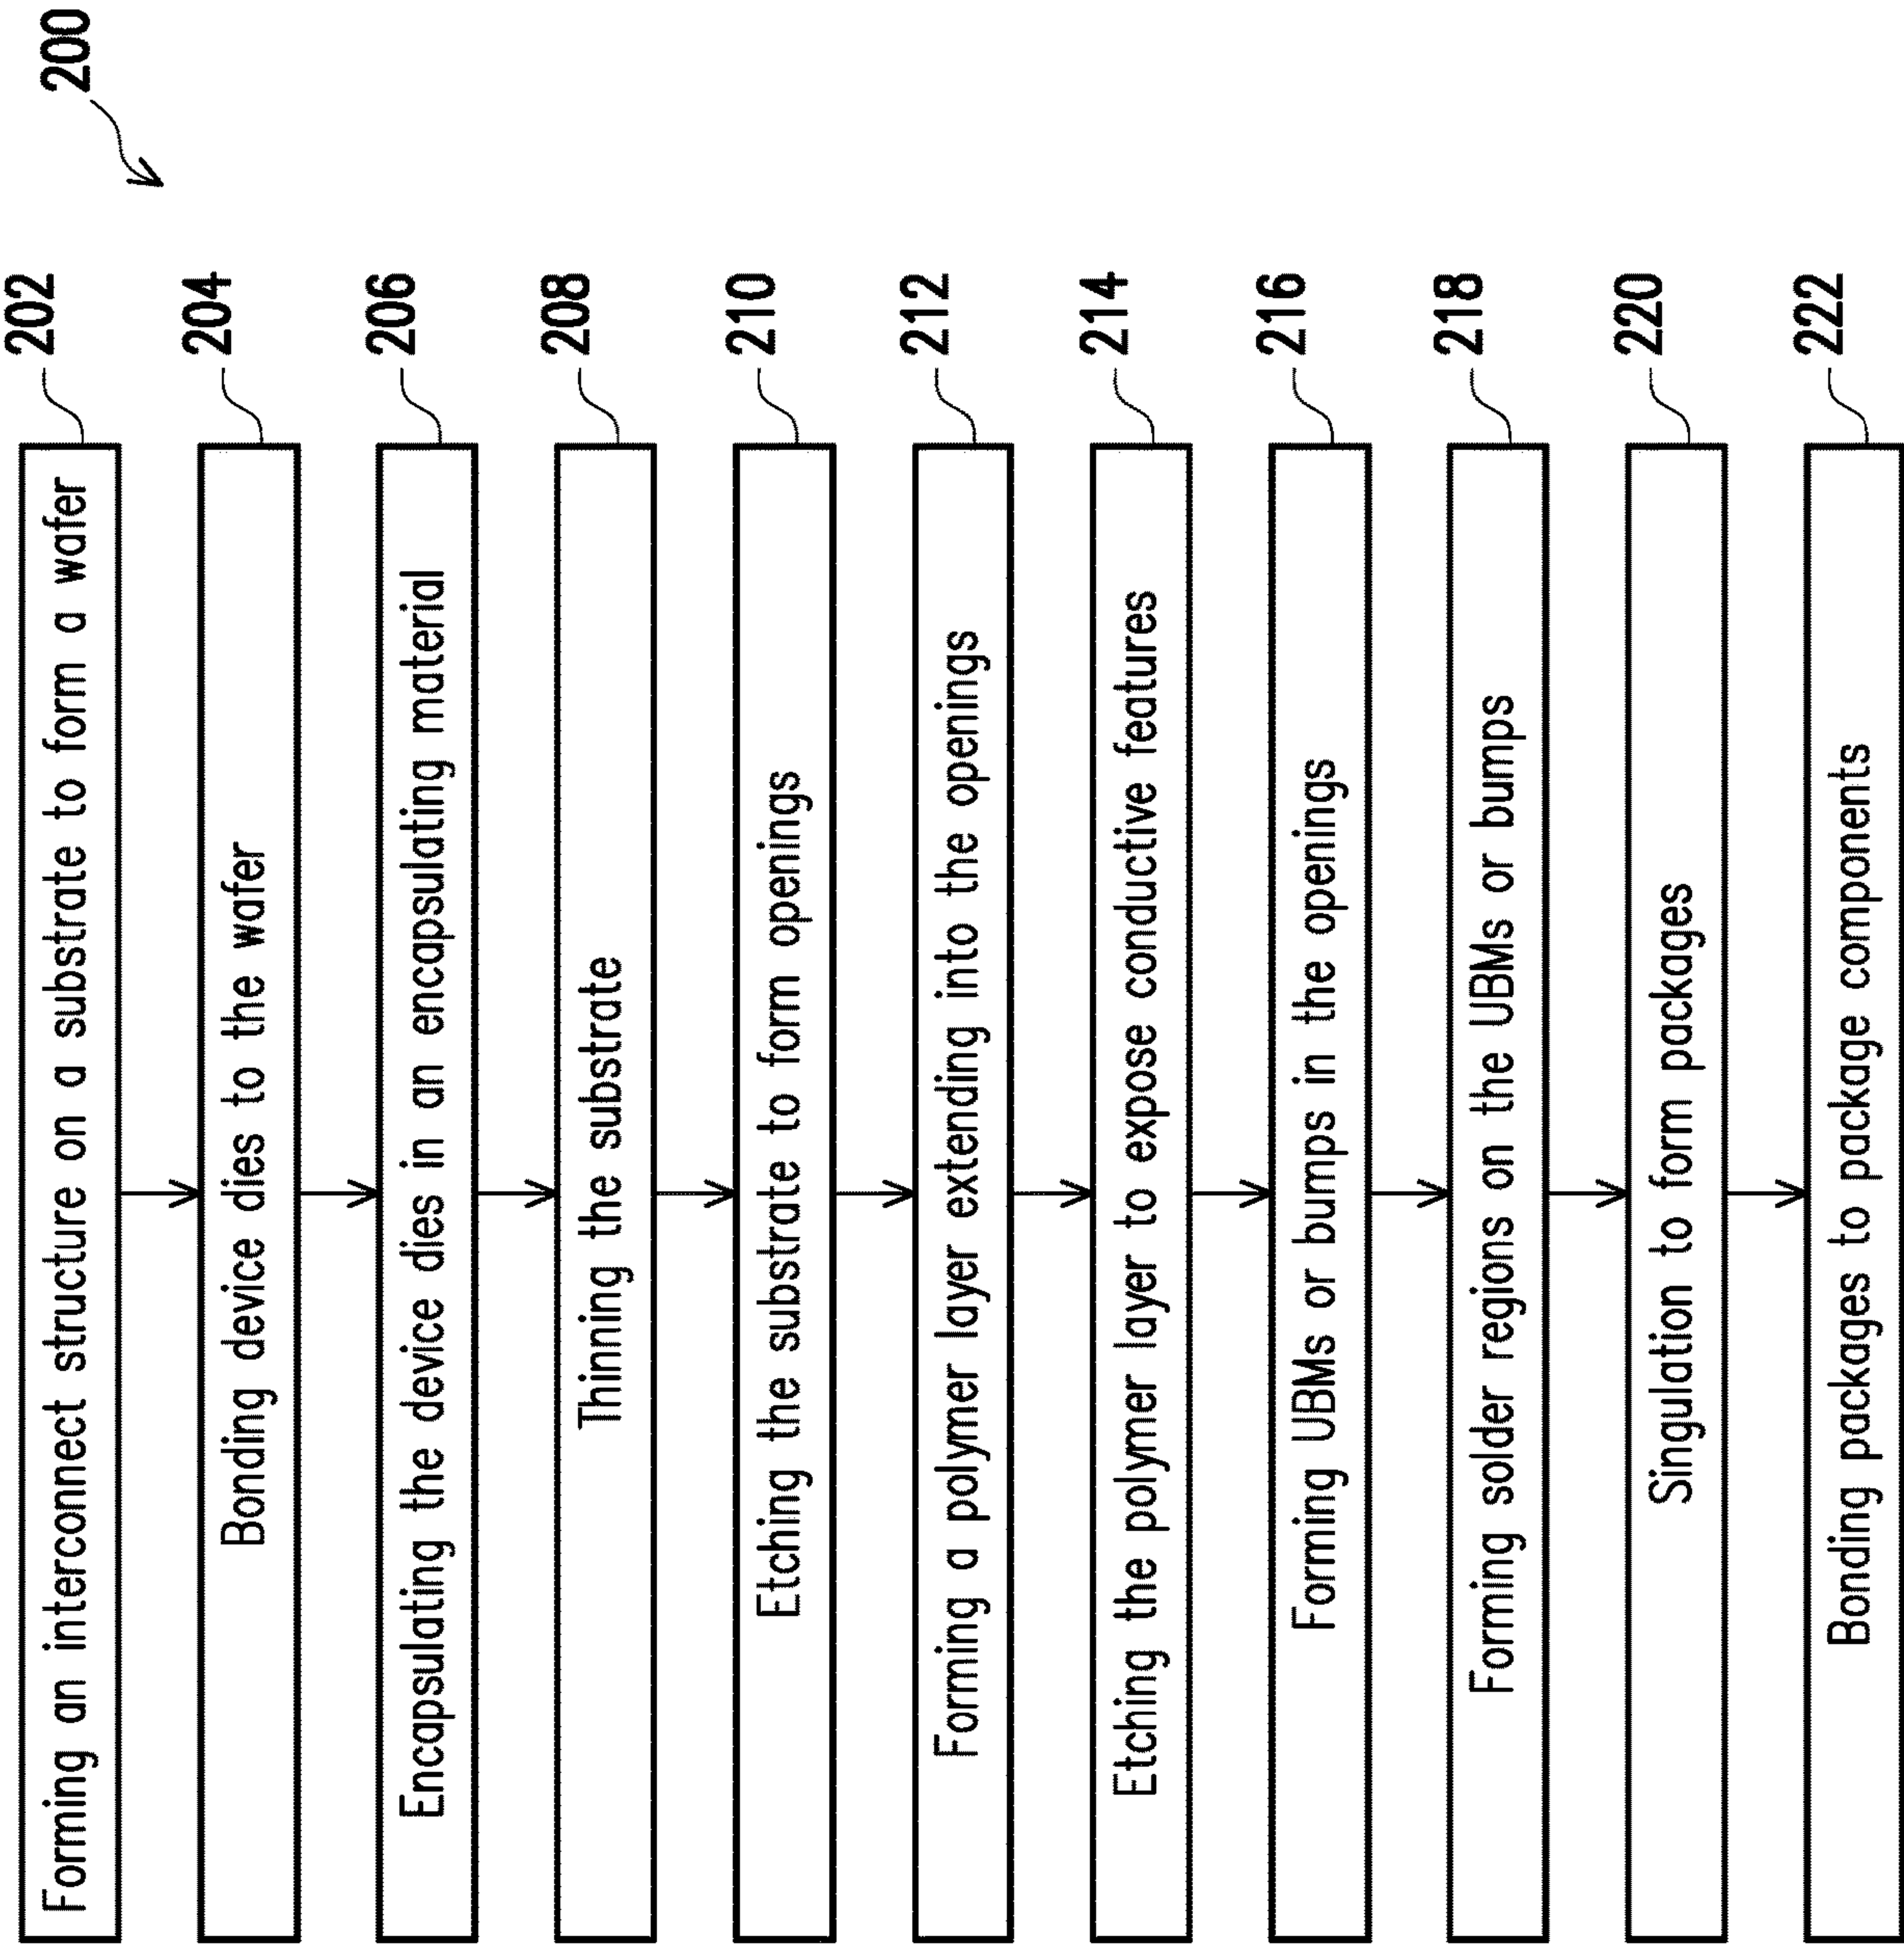 200
202
Forming an interconnect structure on a substrate to form a wafer
204
Bonding device dies to the wafer
206
Encapsulating the device dies in an encapsulating material
208
Thinning the substrate
210
Etching the substrate to form openings
212
Forming a polymer layer extending into the openings
214
Etching the polymer layer to expose conductive features
216
Forming UBMs or bumps in the openings
218
Forming solder regions on the UBMs or bumps
220
Singulation to form packages
222
Bonding packages to package components